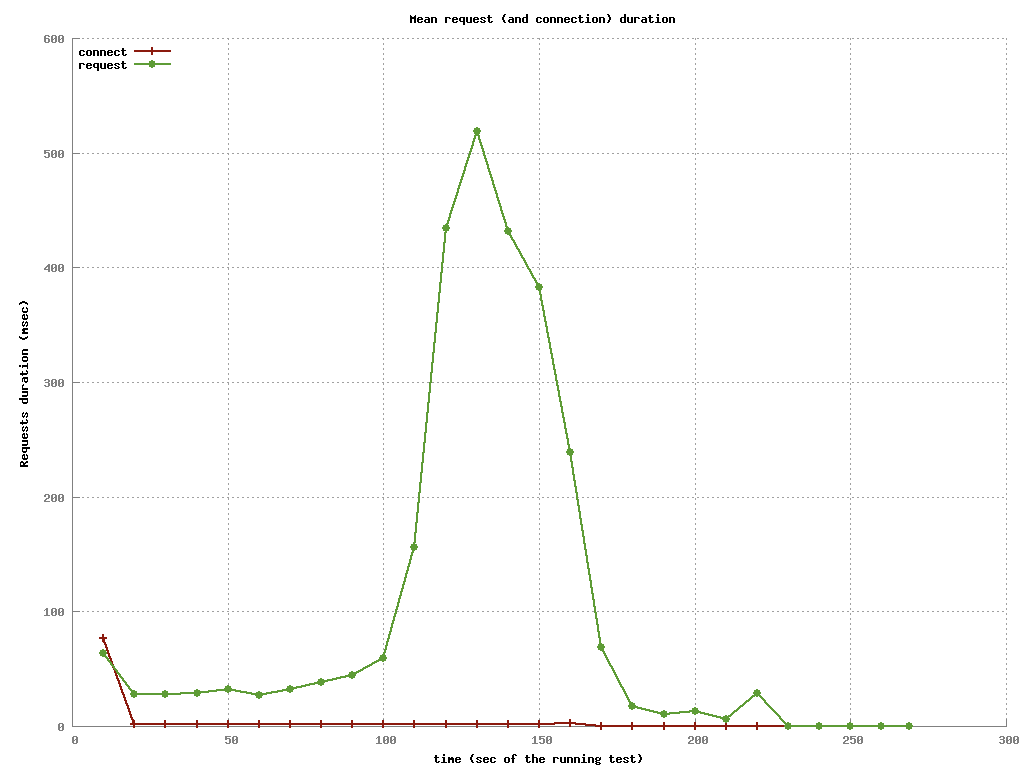 Mean request (and connection) duration
600
connect
request
500
400
300
200
100
0
Requests duration (msec)
0 50 100 150 200 250 300
time (sec of the running test)